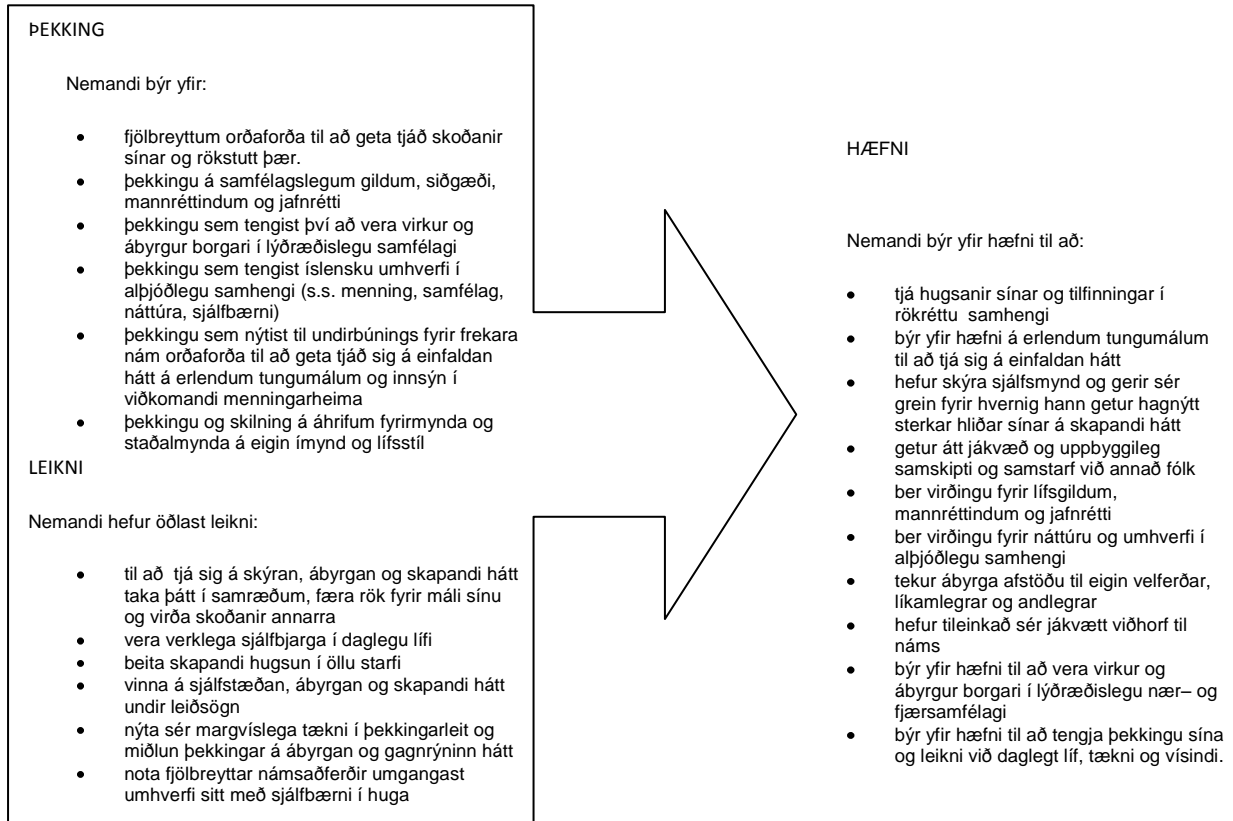 ÞEKKING
Nemandi býr yfir:
• fjölbreyttum orðaforða til að geta tjáð skoðanir
sínar og rökstutt þær.
• þekkingu á samfélagslegum gildum, siðgæði,
mannréttindum og jafnrétti
• þekkingu sem tengist því að vera virkur og
ábyrgur borgari í lýðræðislegu samfélagi
• þekkingu sem tengist íslensku umhverfi í
alþjóðlegu samhengi (s.s. menning, samfélag,
náttúra, sjálfbærni)
• þekkingu sem nýtist til undirbúnings fyrir frekara
nám orðaforða til að geta tjáð sig á einfaldan
hátt á erlendum tungumálum og innsýn í
viðkomandi menningarheima
• þekkingu og skilning á áhrifum fyrirmynda og
staðalmynda á eigin ímynd og lífsstíl
LEIKNI
Nemandi hefur öðlast leikni:
• til að  tjá sig á skýran, ábyrgan og skapandi hátt
taka þátt í samræðum, færa rök fyrir máli sínu
og virða skoðanir annarra
• vera verklega sjálfbjarga í daglegu lífi
• beita skapandi hugsun í öllu starfi
• vinna á sjálfstæðan, ábyrgan og skapandi hátt
undir leiðsögn
• nýta sér margvíslega tækni í þekkingarleit og
miðlun þekkingar á ábyrgan og gagnrýninn hátt
• nota fjölbreyttar námsaðferðir umgangast
umhverfi sitt með sjálfbærni í huga
HÆFNI
Nemandi býr yfir hæfni til að:
• tjá hugsanir sínar og tilfinningar í
rökréttu  samhengi
• býr yfir hæfni á erlendum tungumálum
til að tjá sig á einfaldan hátt
• hefur skýra sjálfsmynd og gerir sér
grein fyrir hvernig hann getur hagnýtt
sterkar hliðar sínar á skapandi hátt
• getur átt jákvæð og uppbyggileg
samskipti og samstarf við annað fólk
• ber virðingu fyrir lífsgildum,
mannréttindum og jafnrétti
• ber virðingu fyrir náttúru og umhverfi í
alþjóðlegu samhengi
• tekur ábyrga afstöðu til eigin velferðar,
líkamlegrar og andlegrar
• hefur tileinkað sér jákvætt viðhorf til
náms
• býr yfir hæfni til að vera virkur og
ábyrgur borgari í lýðræðislegu nær– og
fjærsamfélagi
• býr yfir hæfni til að tengja þekkingu sína
og leikni við daglegt líf, tækni og vísindi.